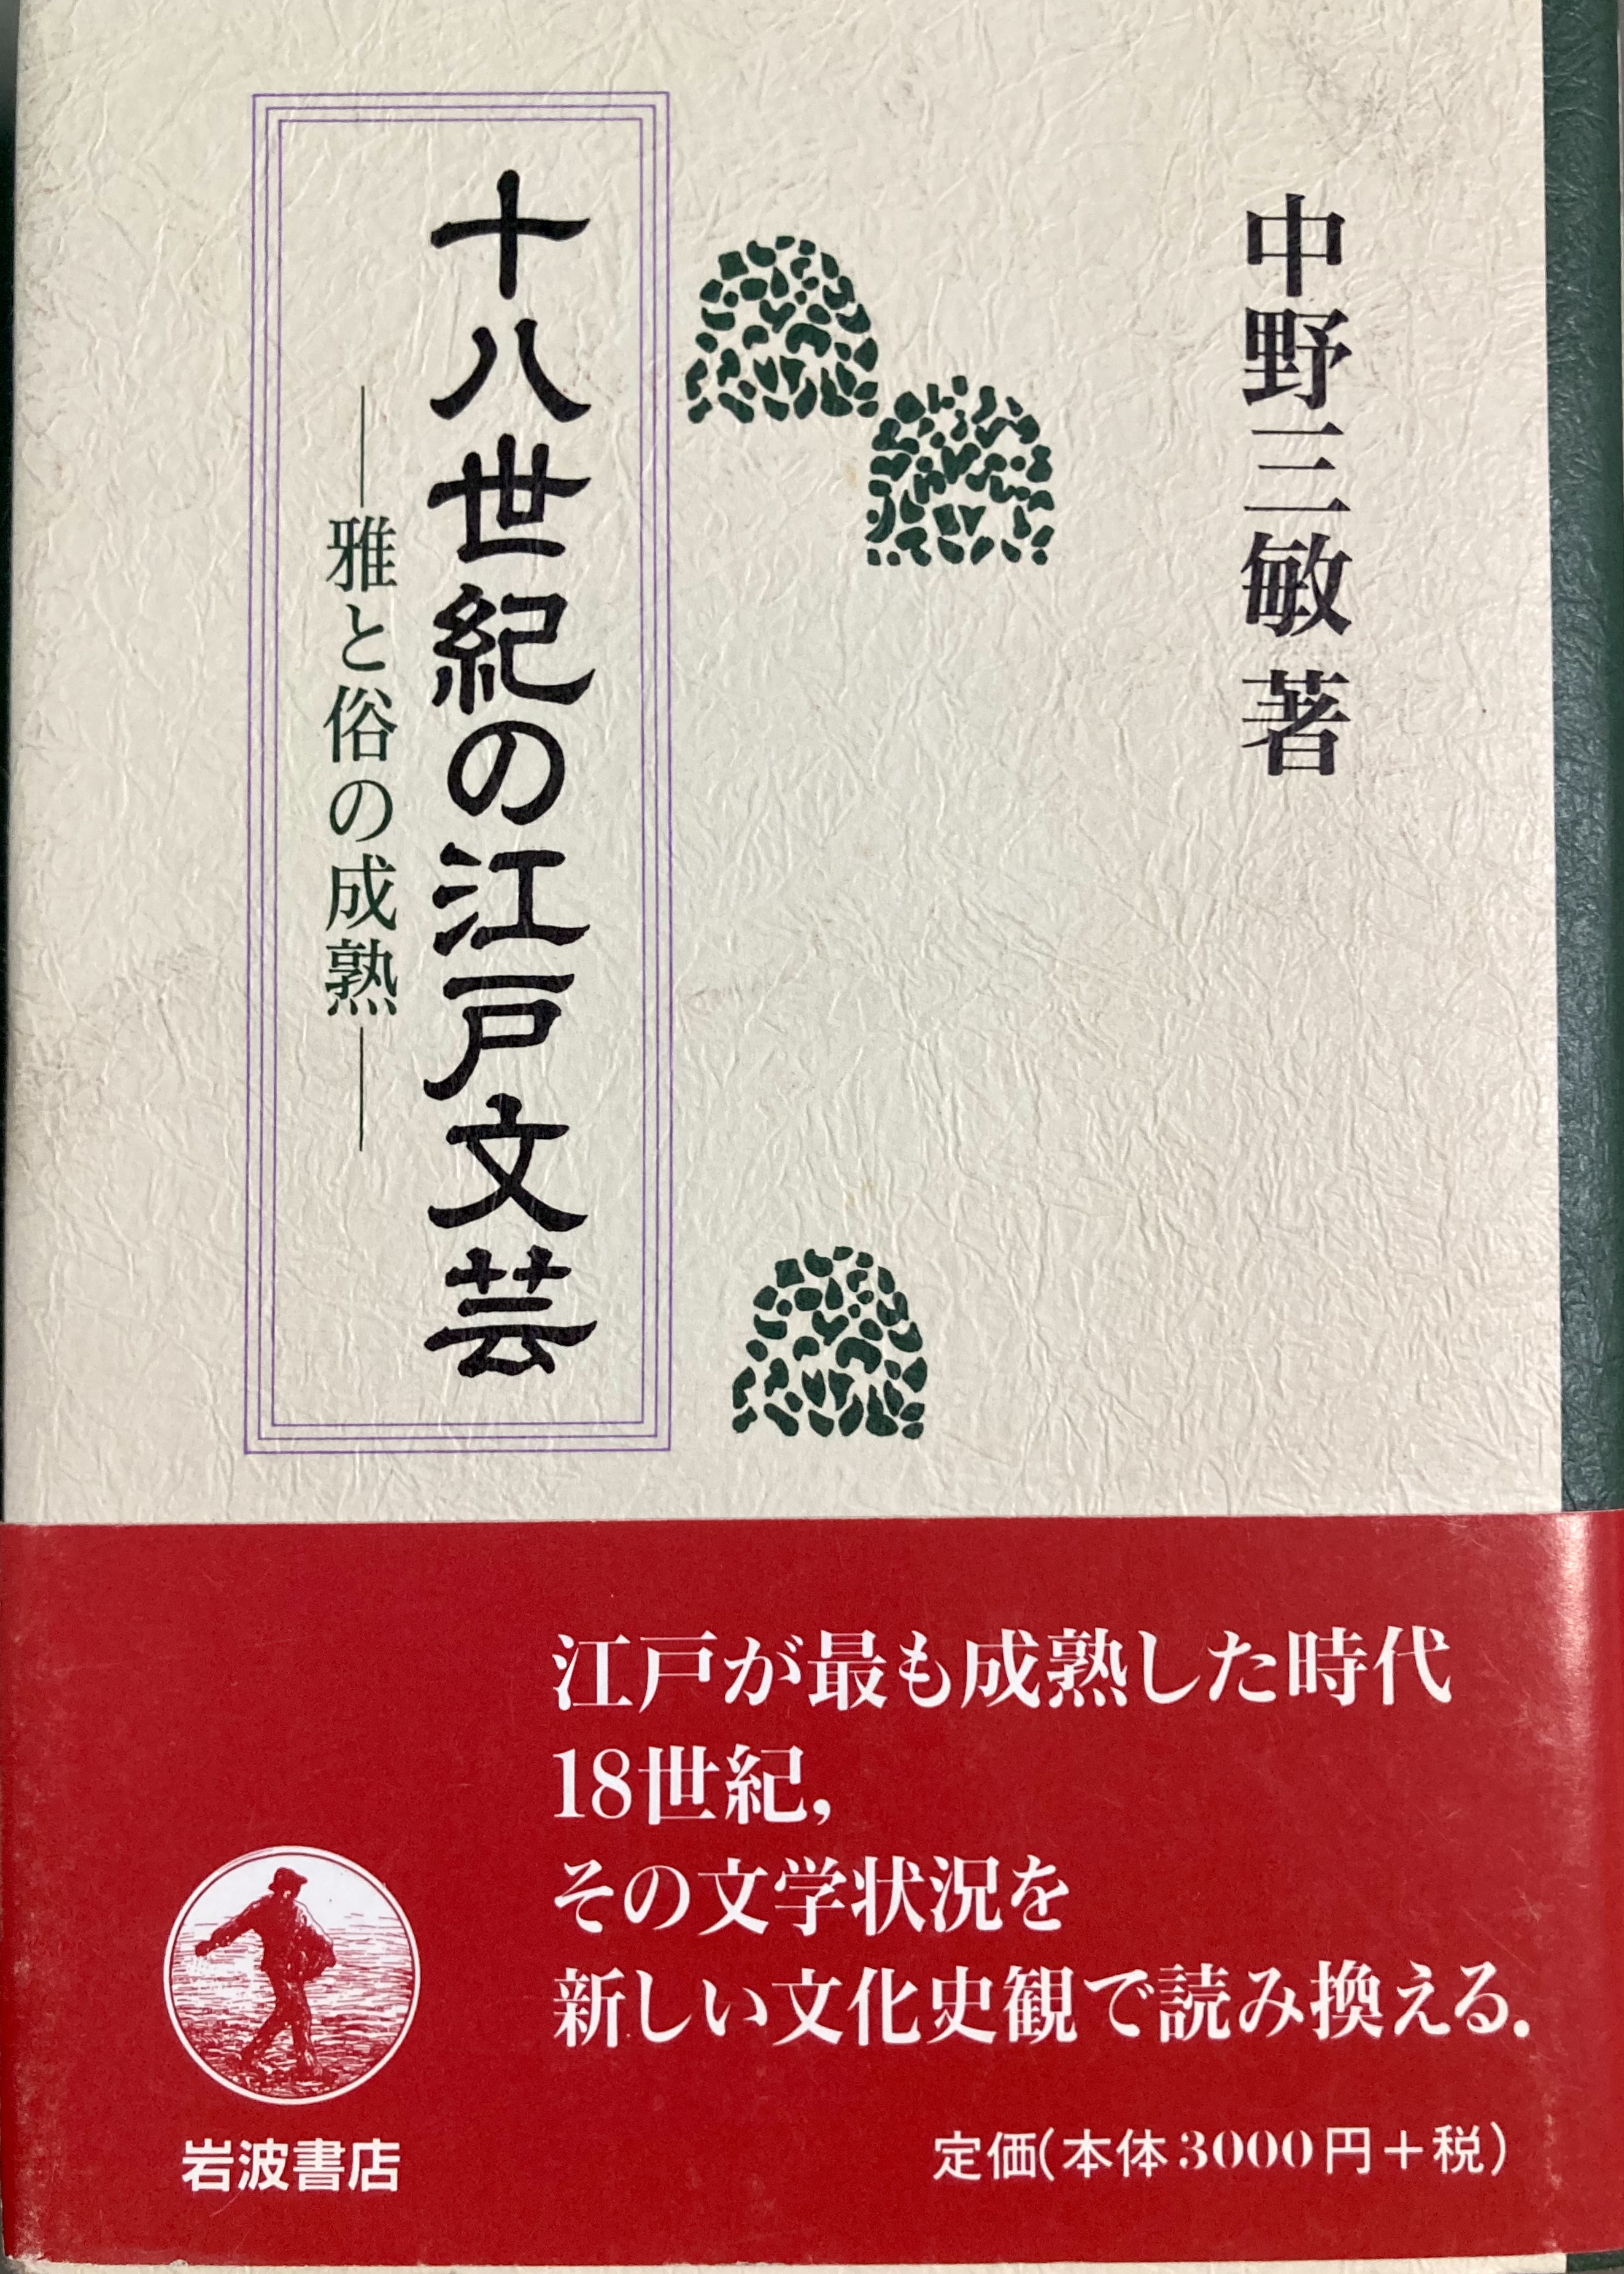 中野三敏 著
十八世紀の江戸文芸
―雅と俗の成熟―
江戸が最も成熟した時代
18世紀,
その文学状況を
新しい文化史観で読み換える.
定価(本体3000円+税)
岩波書店